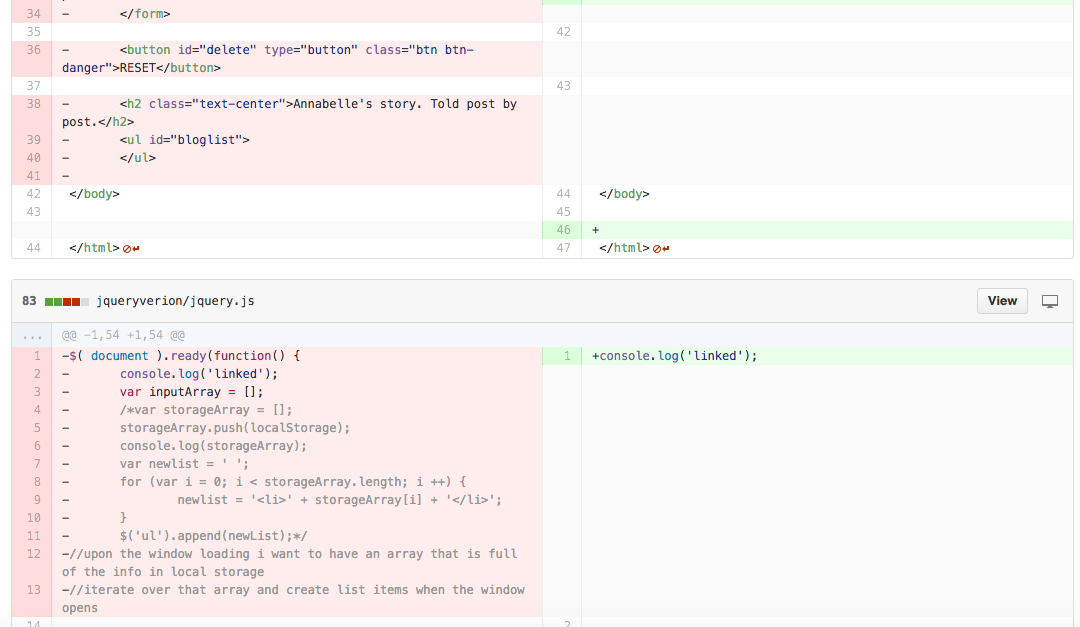 34 - </form>
35 42
36 - <button id="delete" type="button" class="btn btn-
danger">RESET</button>
37 43
38 - <h2 class="text-center">Annabelle's story. Told post by
post.</h2>
39 - <ul id="bloglist">
40 - </ul>
41 -
42 </body> 44 </body>
43 45
46 +
44 </html> 47 </html>
83 jqueryverion/jquery.js View
... @@ -1,54 +1,54 @@
1 -$( document ).ready(function() { 1 +console.log('linked');
2 - console.log('linked');
3 - var inputArray = [];
4 - /*var storageArray = [];
5 - storageArray.push(localStorage);
6 - console.log(storageArray);
7 - var newlist = ' ';
8 - for (var i = 0; i < storageArray.length; i ++) {
9 - newlist = '<li>' + storageArray[i] + '</li>';
10 - }
11 - $('ul').append(newList);*/
12 -//upon the window loading i want to have an array that is full
of the info in local storage
13 -//iterate over that array and create list items when the window
opens
14 2